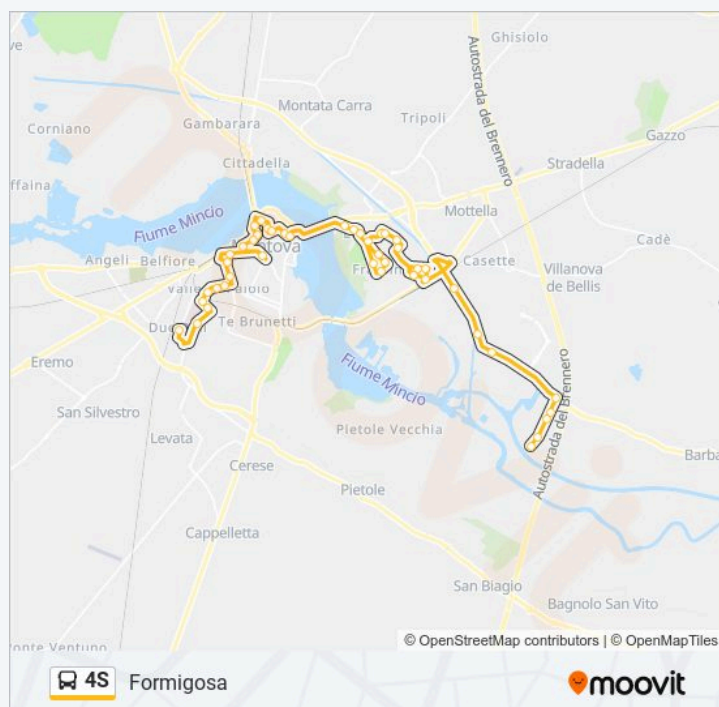 Ghisiolo
Autostrada del Brennero
Montata Carra
Tripoli
Corniano
Gambarara
Gazzo
Cittadella
Stradella
affaina
Fiume Mincio
Mottella
Cadè
Angeli
Belfiore
Casette
Villanova
de Bellis
Te Brunetti
Eremo
Fiume Mincio
Autostrada del Brennero
San Silvestro
Pietole Vecchia
Levata
Barba
Cerese
Pietole
Cappelletta
San Biagio
Bagnolo San Vito
onte Ventuno
© OpenStreetMap contributors | © OpenMapTiles
4S Formigosa
moovit